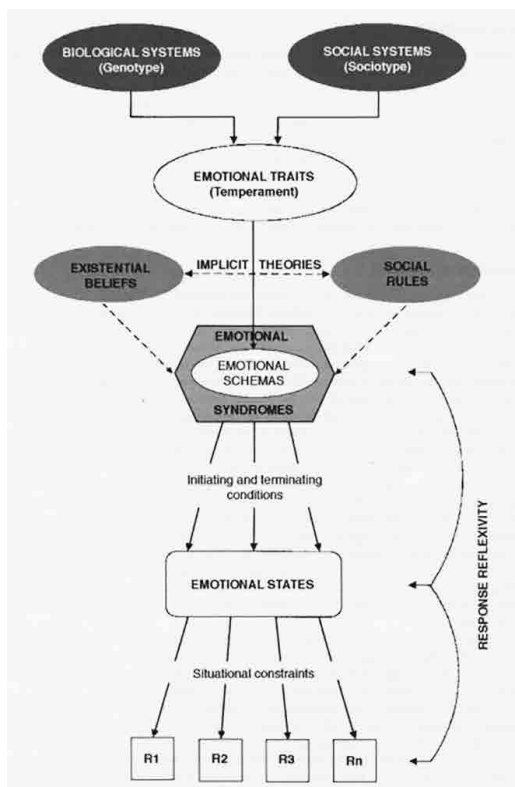 BIOLOGICAL SYSTEMS
(Genotype)
SOCIAL SYSTEMS
(Sociotype)
EMOTIONAL TRAITS
(Temperament)
EXISTENTIAL
BELIEFS
IMPLICIT THEORIES
SOCIAL
RULES
EMOTIONAL
EMOTIONAL
SCHEMAS
SYNDROMES
Initiating and terminating
conditions
EMOTIONAL STATES
RESPONSE REFLEXIVITY
Situational constraints
R1
R2
R3
Rn